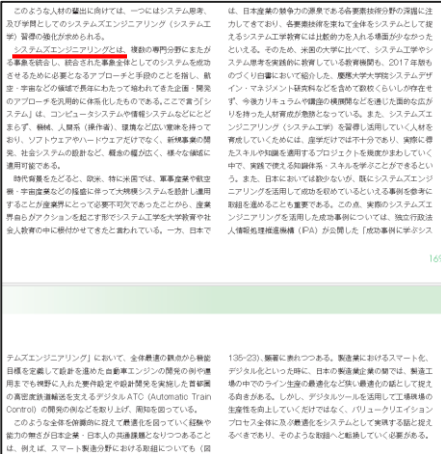 このような人材の輩出に向けては、一つにはシステム思考、
及び学問としてのシステムズエンジニアリング（システム工
学）習得の強化が求められる。
システムズエンジニアリングとは、複数の専門分野にまたが
る事象を統合し、統合された事象全体としてのシステムを成功
させるために必要となるアプローチと手段のことを指し、航
空・宇宙などの領域で長年にわたって培われてきた企画・開発
のアプローチを汎用的に体系化したものである。ここで言う「シ
ステム」は、コンピュータシステムや情報システムなどにとど
まらず、機械、人間系（操作者）、環境など広い意味を持って
おり、ソフトウェアやハードウェアだけでなく、新規事業の開
発、社会システムの設計など、概念の幅が広く、様々な領域に
適用可能である。
時代背景をたどると、欧米、特に米国では、軍事産業や航空
機・宇宙産業などの隆盛に伴って大規模システムを設計し運用
することが産業界にとって必要不可欠であったことから、産業
界自らがアクションを起こす形でシステム工学が大学教育や社
会人教育の中に根付かせてきたと言われている。一方、日本で
は、日本産業の競争力の源泉である各要素技術分野の深掘に注
力してきており、各要素技術を束ねて全体をシステムとして捉
えるシステム工学教育には比較的力を入れる場面が少なかった
といえる。そのため、米国の大学に比べて、システム工学やシ
ステム思考を実践的に教育している教育機関も、2017 年版も
のづくり白書において紹介した、慶應大学大学院システムデザ
イン・マネジメント研究科などを含めて数校くらいしか存在せ
ず、今後カリキュラムや講座の横展開などを通じた面的な広が
りを持った人材育成が急務となっている。また、システムズエ
ンジニアリング（システム工学）を習得し活用していく人材を
育成していくためには、座学だけでは不十分であり、実際に得
たスキルや知識を適用するプロジェクトを幾度かまわしていく
中で、実践で使える知識体系・スキルを学ぶことができるとい
う。また、日本においては数少ないが、既にシステムズエンジ
ニアリングを活用して成功を収めているといえる事例を参考に
取組を進めることも重要である。この点、実際のシステムズエ
ンジニアリングを活用した成功事例については、独立行政法
人情報処理推進機構（IPA）が公開した「成功事例に学ぶシス
169
テムズエンジニアリング」において、全体最適の観点から機能
目標を定義して設計を進めた自動車エンジンの開発の例や運
用までも視野に入れた要件設定や設計開発を実施した首都圏
の高密度鉄道輸送を支えるデジタル ATC（Automatic Train
Control）の開発の例などを取り上げ、周知を図っている。
このような全体を俯瞰的に捉えて最適化を図っていく経験や
能力の無さが日本企業・日本人の共通課題となりつつあること
は、例えば、スマート製造分野における取組についても（図
135-23）、顕著に表れつつある。製造業におけるスマート化、
デジタル化といった時に、日本の製造業企業の間では、製造工
場の中でのライン生産の最適化など狭い最適化の話として捉え
る向きがある。しかし、デジタルツールを活用して工場現場の
生産性を向上していくだけではなく、バリュークリエイション
プロセス全体に及ぶ最適化をシステムとして実現する話と捉え
るべきであり、そのような取組へと転換していく必要がある。